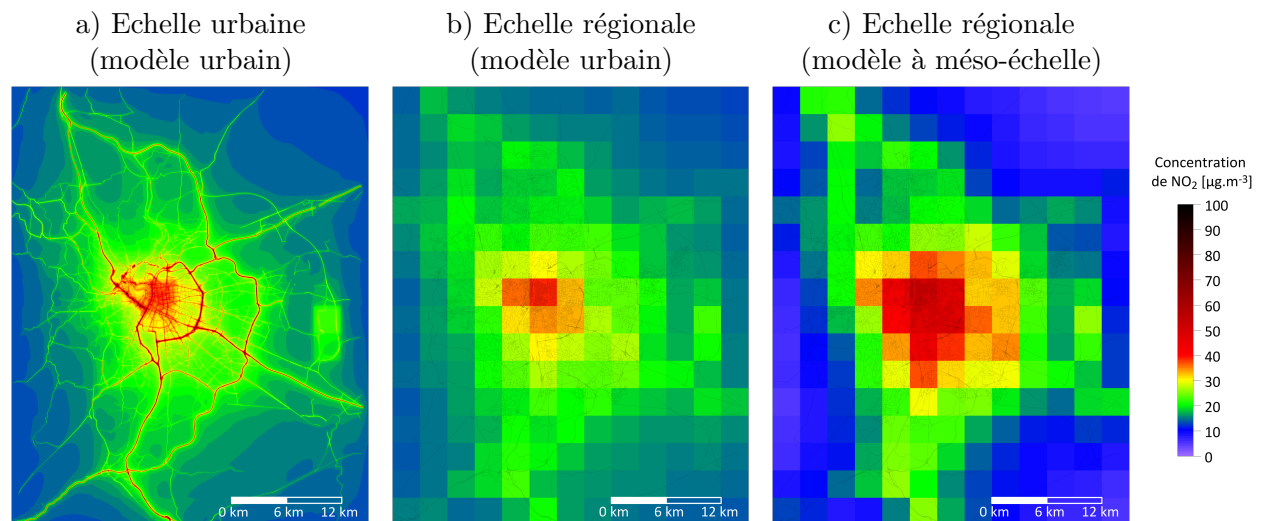 a) Echelle urbaine
(modèle urbain)
b) Echelle régionale
(modèle urbain)
c) Echelle régionale
(modèle à méso-échelle)
0 km 6 km 12 km
0 km 6 km 12 km
0 km 6 km 12 km
Concentration
de NO₂ [µg.m⁻³]
100
90
80
70
60
50
40
30
20
10
0